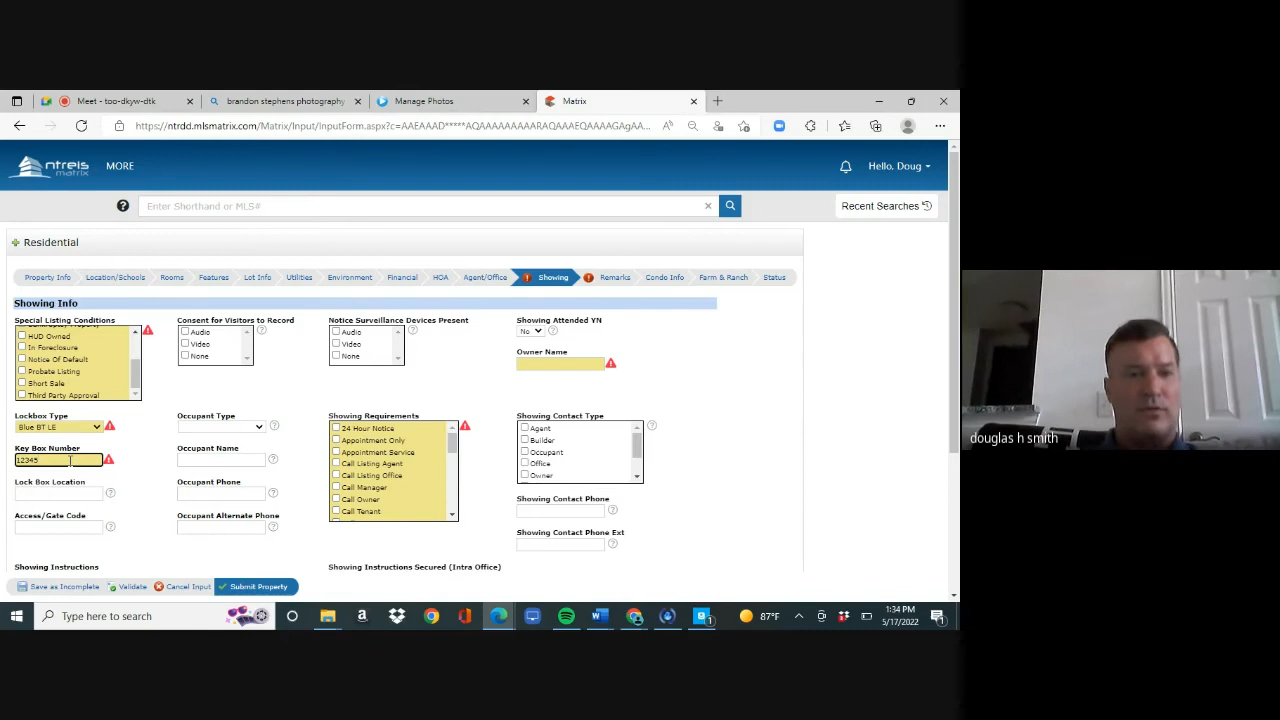 Meet - too-dkyw-dtk
brandon stephens photography
Manage Photos
Matrix
https://ntrdd.mlsmatrix.com/Matrix/Input/InputForm.aspx?c=AAEAAAD*****AQAAAAAAAAARAQAAAEQAAAAGAgAA...
ntreis matrix
MORE
Hello, Doug
Enter Shorthand or MLS#
Recent Searches
Residential
Property Info Location/Schools Rooms Features Lot Info Utilities Environment Financial HOA Agent/Office Showing Remarks Condo Info Farm & Ranch Status
Showing Info
Special Listing Conditions
HUD Owned
In Foreclosure
Notice Of Default
Probate Listing
Short Sale
Third Party Approval
Consent for Visitors to Record
Audio
Video
None
Notice Surveillance Devices Present
Audio
Video
None
Showing Attended YN
No
Owner Name
Lockbox Type
Blue BT LE
Key Box Number
12345
Lock Box Location
Access/Gate Code
Occupant Type
Occupant Name
Occupant Phone
Occupant Alternate Phone
Showing Requirements
24 Hour Notice
Appointment Only
Appointment Service
Call Listing Agent
Call Listing Office
Call Manager
Call Owner
Call Tenant
Showing Contact Type
Agent
Builder
Occupant
Office
Owner
Showing Contact Phone
Showing Contact Phone Ext
Showing Instructions
Showing Instructions Secured (Intra Office)
Save as Incomplete
Validate
Cancel Input
Submit Property
Type here to search
87°F
1:34 PM
5/17/2022
douglas h smith